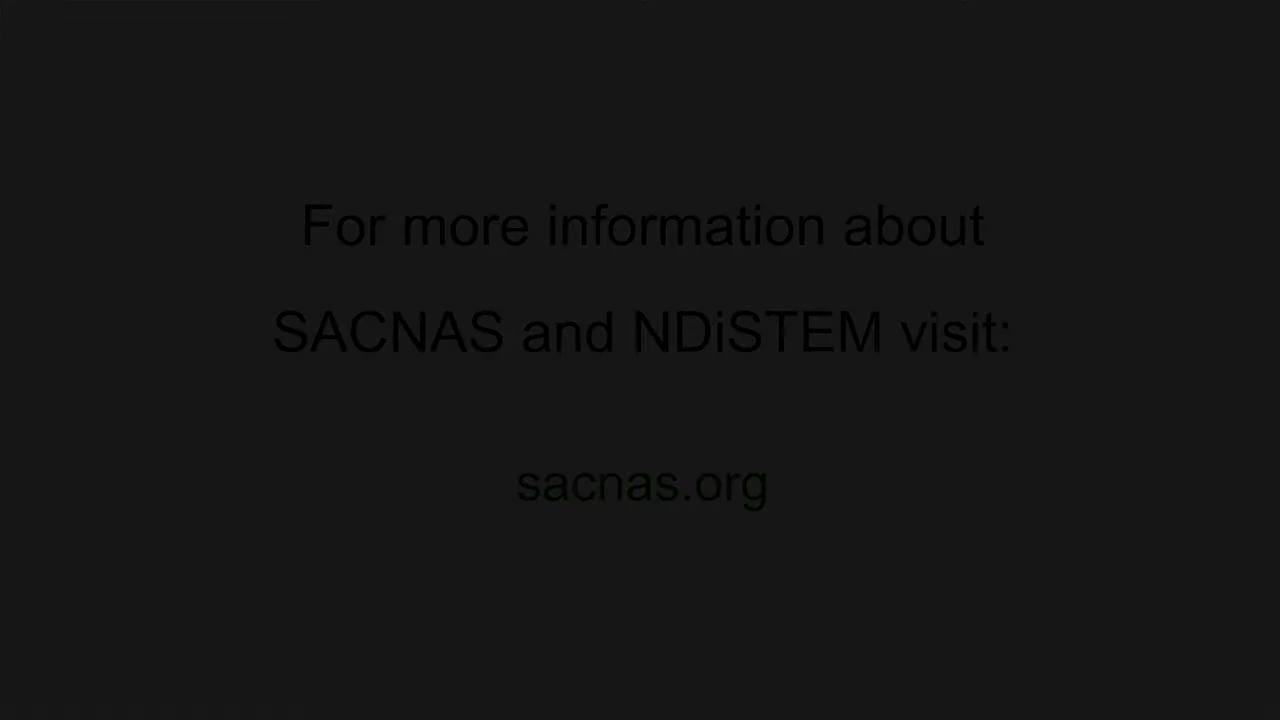 For more information about
SACNAS and NDiSTEM visit:
sacnas.org